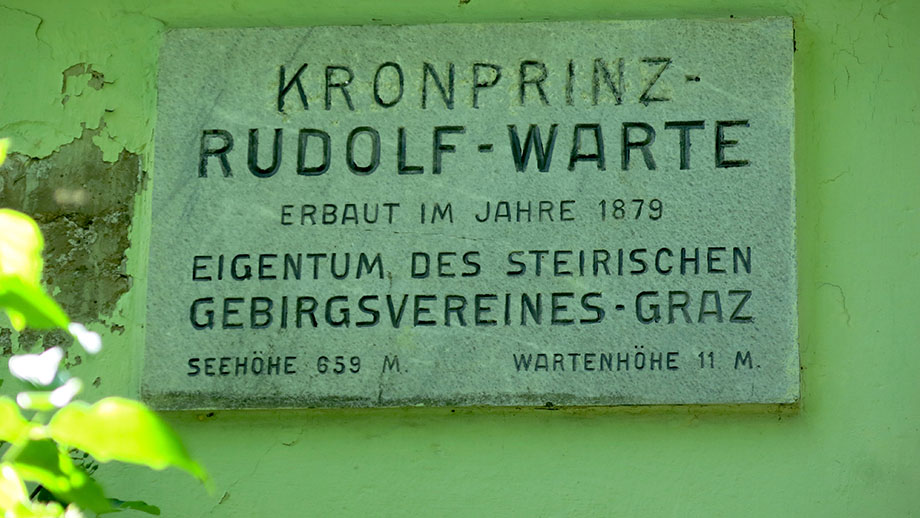 KRONPRINZ-
RUDOLF-WARTE
ERBAUT IM JAHRE 1879
EIGENTUM DES STEIRISCHEN
GEBIRGSVEREINES-GRAZ
SEEHÖHE 659 M. WARTENHÖHE 11 M.